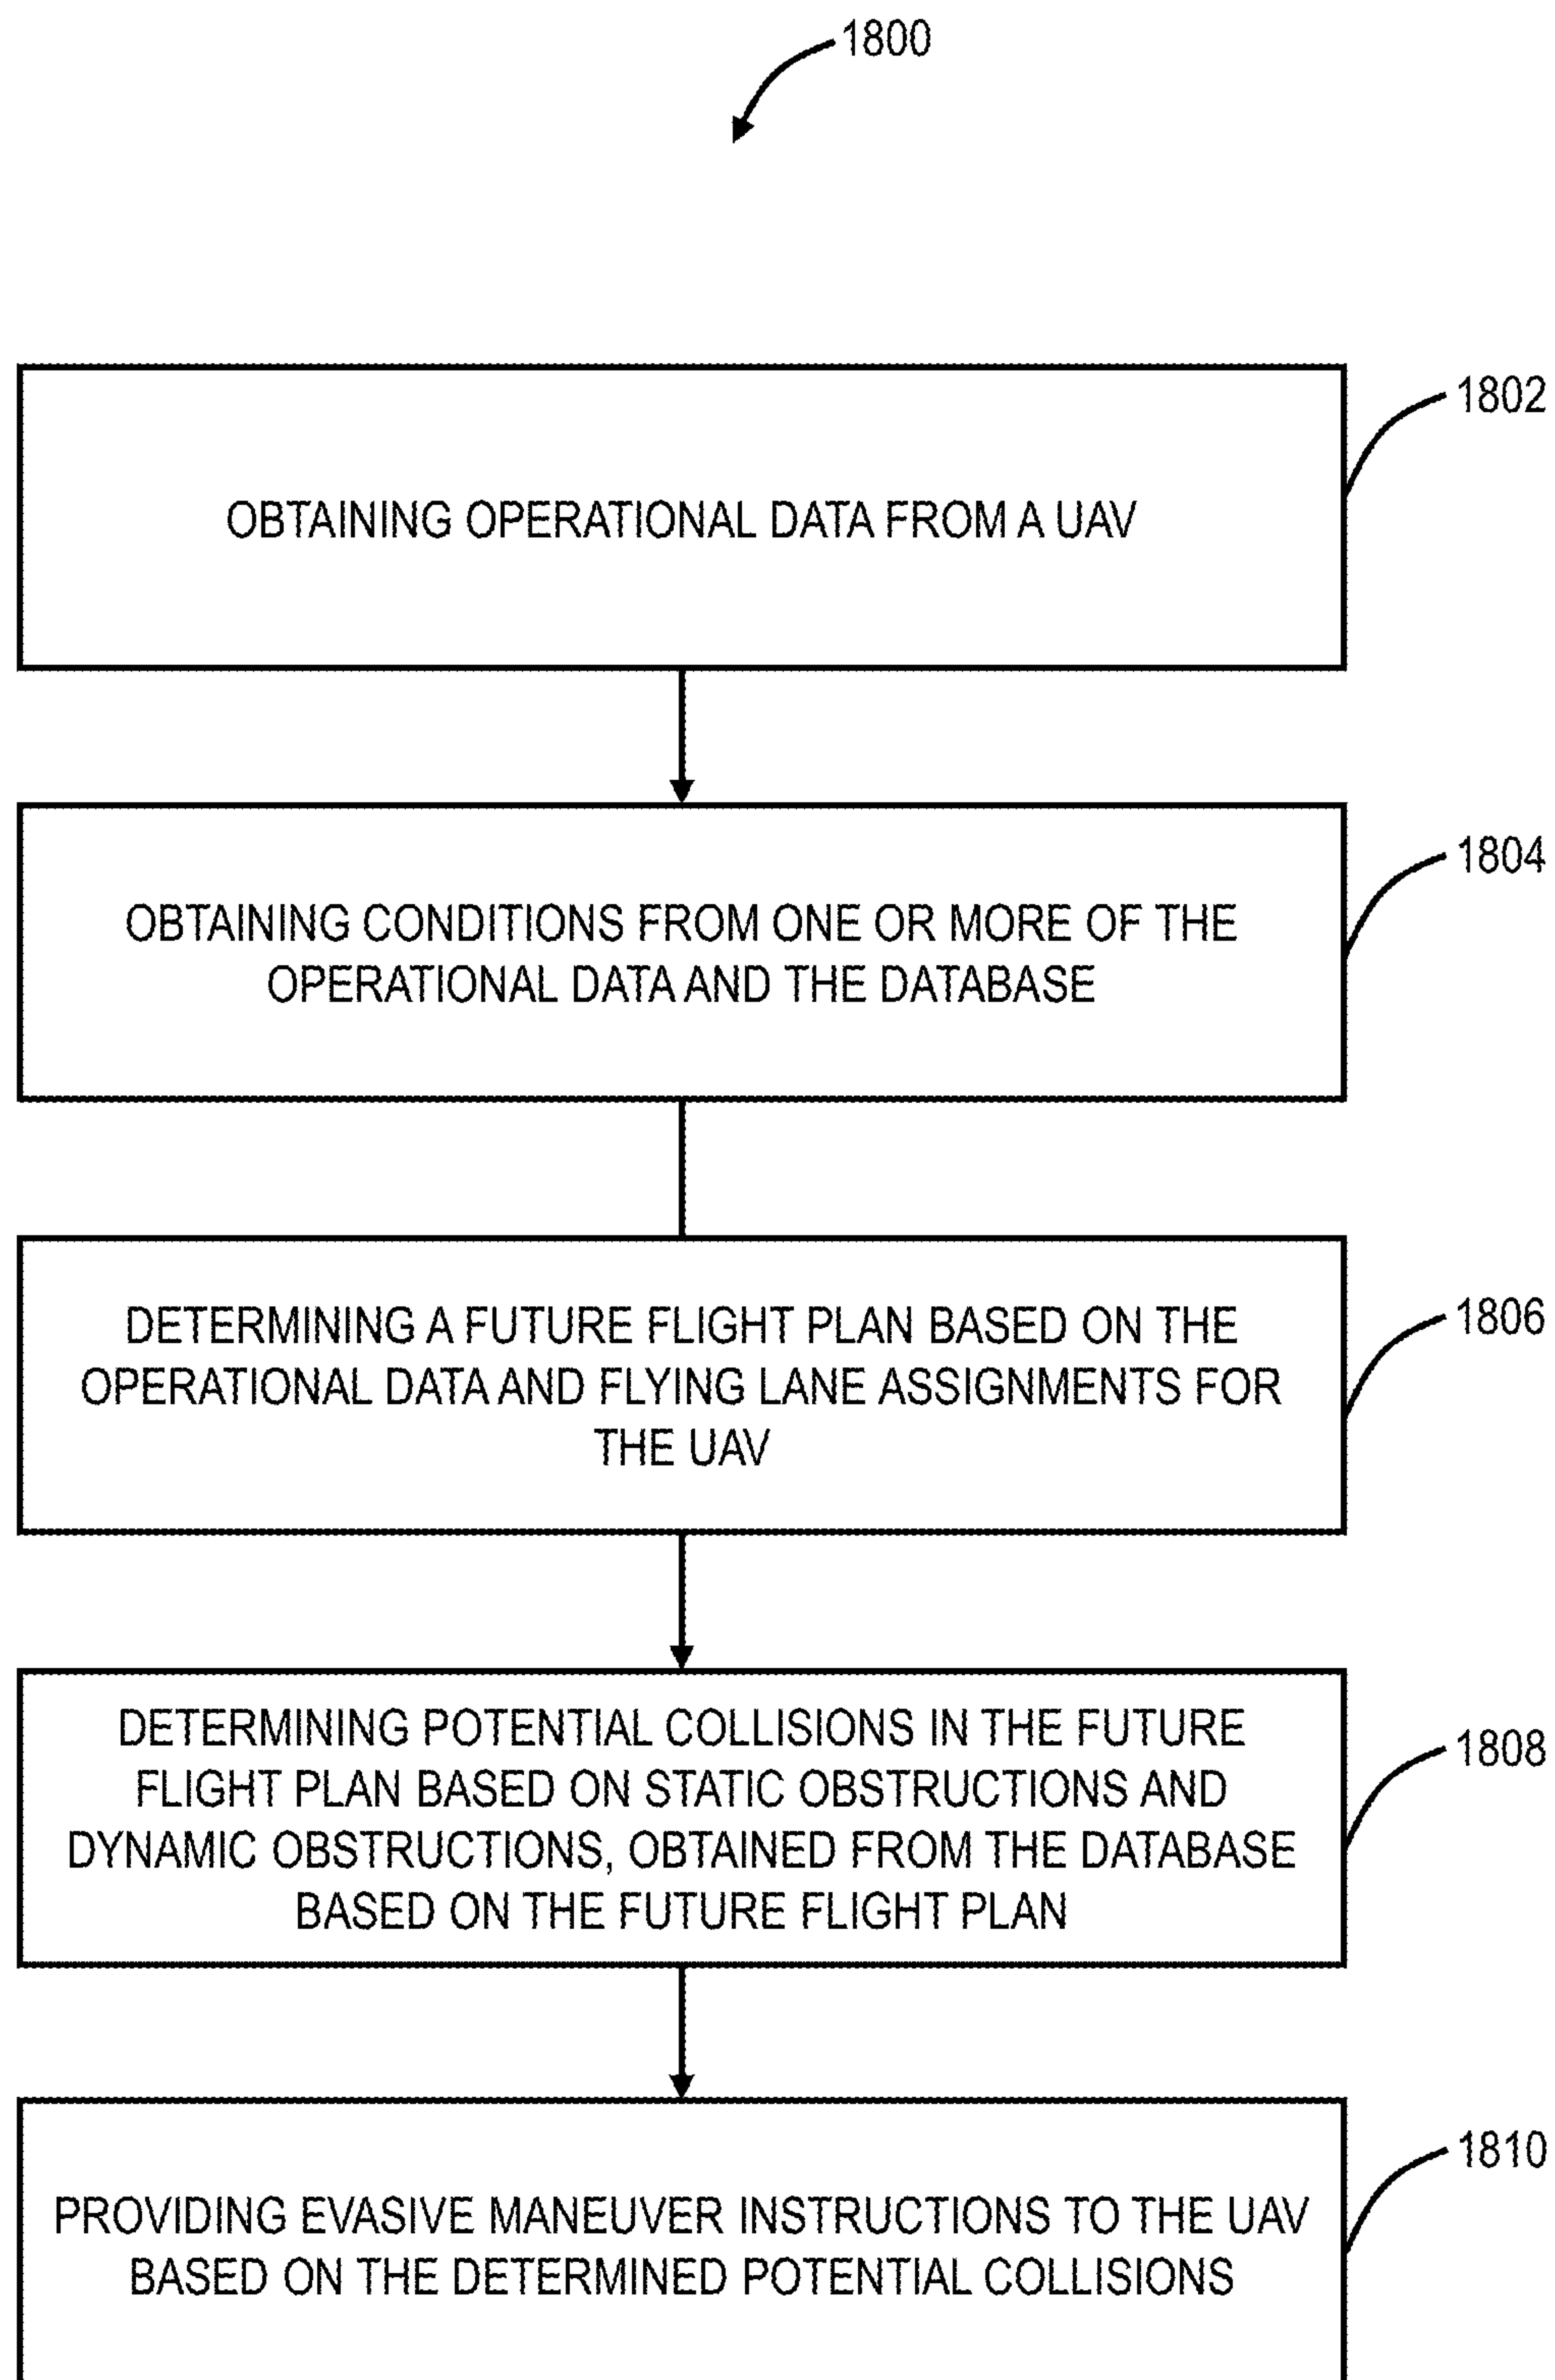 1800
1802
OBTAINING OPERATIONAL DATA FROM A UAV
1804
OBTAINING CONDITIONS FROM ONE OR MORE OF THE
OPERATIONAL DATA AND THE DATABASE
1806
DETERMINING A FUTURE FLIGHT PLAN BASED ON THE
OPERATIONAL DATA AND FLYING LANE ASSIGNMENTS FOR
THE UAV
1808
DETERMINING POTENTIAL COLLISIONS IN THE FUTURE
FLIGHT PLAN BASED ON STATIC OBSTRUCTIONS AND
DYNAMIC OBSTRUCTIONS, OBTAINED FROM THE DATABASE
BASED ON THE FUTURE FLIGHT PLAN
1810
PROVIDING EVASIVE MANEUVER INSTRUCTIONS TO THE UAV
BASED ON THE DETERMINED POTENTIAL COLLISIONS